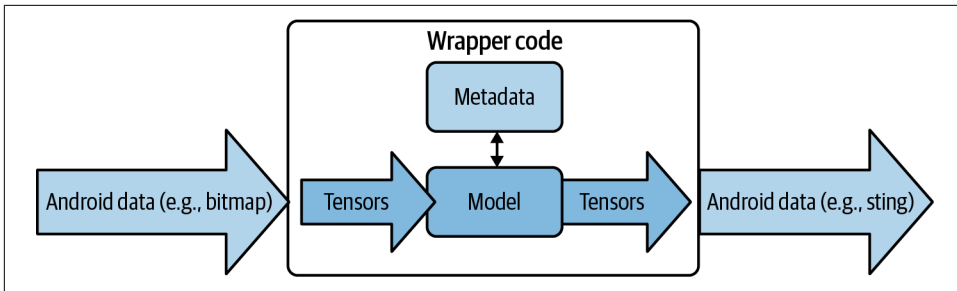 Wrapper code
Metadata
Android data (e.g., bitmap)
Tensors
Model
Tensors
Android data (e.g., sting)